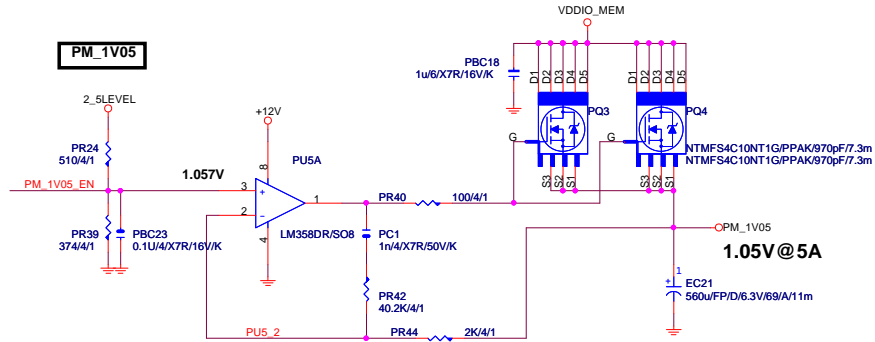 VDDIO_MEM
PM_1V05
PBC18
1u/6/X7R/16V/K
D1
D2
D3
D4
D5
D1
D2
D3
D4
D5
2_5LEVEL
+12V
PQ3
PQ4
PR24
510/4/1
8
PU5A
G
G
NTMFS4C10NT1G/PPAK/970pF/7.3m
NTMFS4C10NT1G/PPAK/970pF/7.3m
1.057V
S3
S2
S1
S3
S2
S1
PM_1V05_EN
3
+
1
PR40
100/4/1
2
-
PR39
374/4/1
PBC23
0.1U/4/X7R/16V/K
4
LM358DR/SO8
PC1
1n/4/X7R/50V/K
PM_1V05
1.05V@5A
PR42
40.2K/4/1
1
+
EC21
560u/FP/D/6.3V/69/A/11m
PU5_2
PR44
2K/4/1